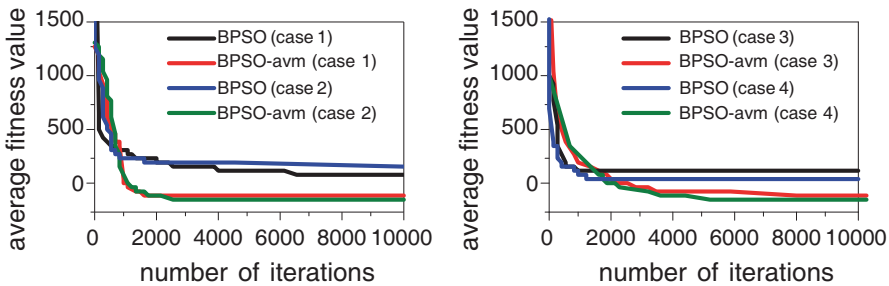 average fitness value
1500
1000
500
0
BPSO (case 1)
BPSO-avm (case 1)
BPSO (case 2)
BPSO-avm (case 2)
0 2000 4000 6000 8000 10000
number of iterations
average fitness value
1500
1000
500
0
BPSO (case 3)
BPSO-avm (case 3)
BPSO (case 4)
BPSO-avm (case 4)
0 2000 4000 6000 8000 10000
number of iterations